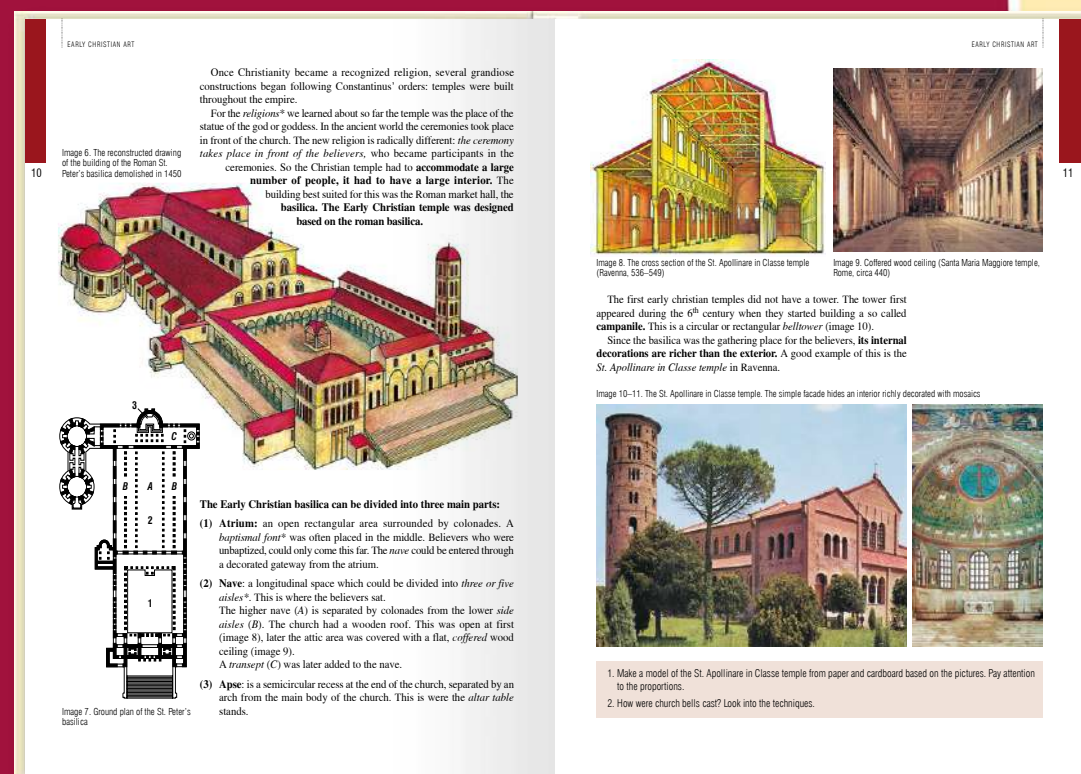 EARLY CHRISTIAN ART
Once Christianity became a recognized religion, several grandiose
constructions began following Constantinus' orders: temples were built
throughout the empire.
For the religions* we learned about so far the temple was the place of the
statue of the god or goddess. In the ancient world the ceremonies took place
in front of the church. The new religion is radically different: the ceremony
takes place in front of the believers, who became participants in the
ceremonies. So the Christian temple had to accommodate a large
number of people, it had to have a large interior. The
building best suited for this was the Roman market hall, the
basilica. The Early Christian temple was designed
based on the roman basilica.
Image 6. The reconstructed drawing
of the building of the Roman St.
Peter's basilica demolished in 1450
10
3
C
B A B
2
1
Image 7. Ground plan of the St. Peter's
basilica
The Early Christian basilica can be divided into three main parts:
(1) Atrium: an open rectangular area surrounded by colonades. A
baptismal font* was often placed in the middle. Believers who were
unbaptized, could only come this far. The nave could be entered through
a decorated gateway from the atrium.
(2) Nave: a longitudinal space which could be divided into three or five
aisles*. This is where the believers sat.
The higher nave (A) is separated by colonades from the lower side
aisles (B). The church had a wooden roof. This was open at first
(image 8), later the attic area was covered with a flat, coffered wood
ceiling (image 9).
A transept (C) was later added to the nave.
(3) Apse: is a semicircular recess at the end of the church, separated by an
arch from the main body of the church. This is were the altar table
stands.
EARLY CHRISTIAN ART
11
Image 8. The cross section of the St. Apollinare in Classe temple
(Ravenna, 536–549)
Image 9. Coffered wood ceiling (Santa Maria Maggiore temple,
Rome, circa 440)
The first early christian temples did not have a tower. The tower first
appeared during the 6th century when they started building a so called
campanile. This is a circular or rectangular belltower (image 10).
Since the basilica was the gathering place for the believers, its internal
decorations are richer than the exterior. A good example of this is the
St. Apollinare in Classe temple in Ravenna.
Image 10–11. The St. Apollinare in Classe temple. The simple facade hides an interior richly decorated with mosaics
1. Make a model of the St. Apollinare in Classe temple from paper and cardboard based on the pictures. Pay attention
to the proportions.
2. How were church bells cast? Look into the techniques.